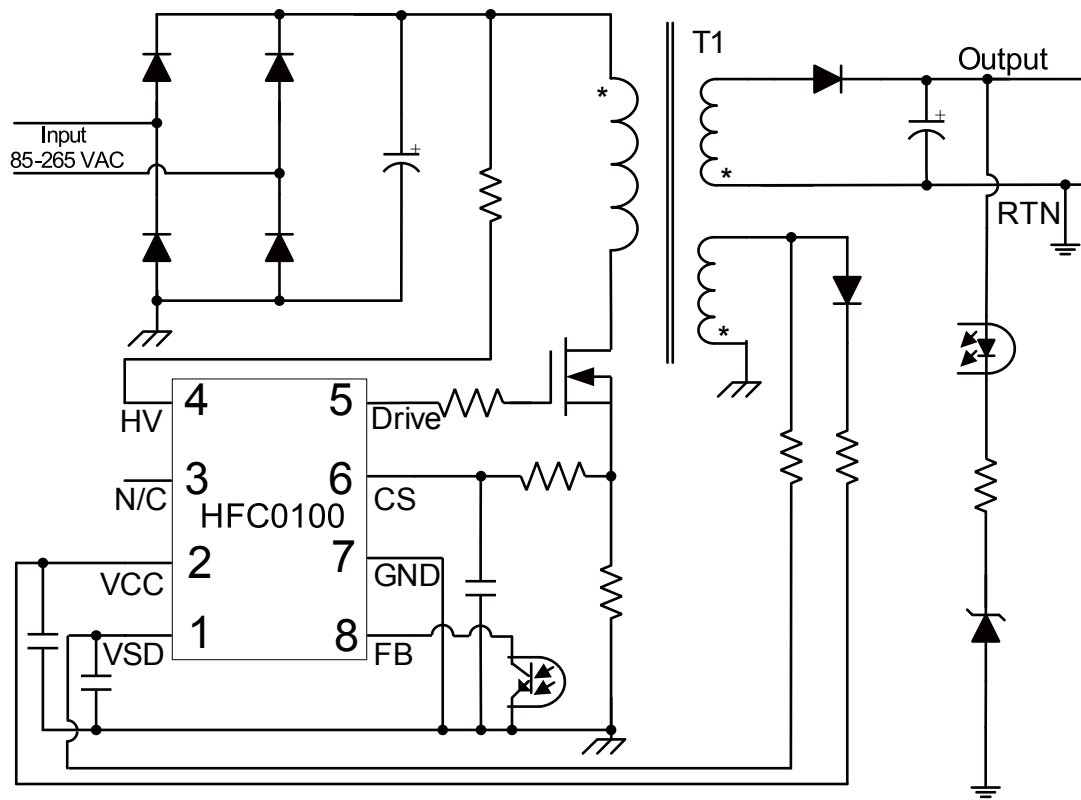 T1
Output
+
*
Input
85-265 VAC
+
*
RTN
*
HV
4
5
Drive
N/C
3
6
CS
HFC0100
VCC
2
7
GND
VSD
1
8
FB